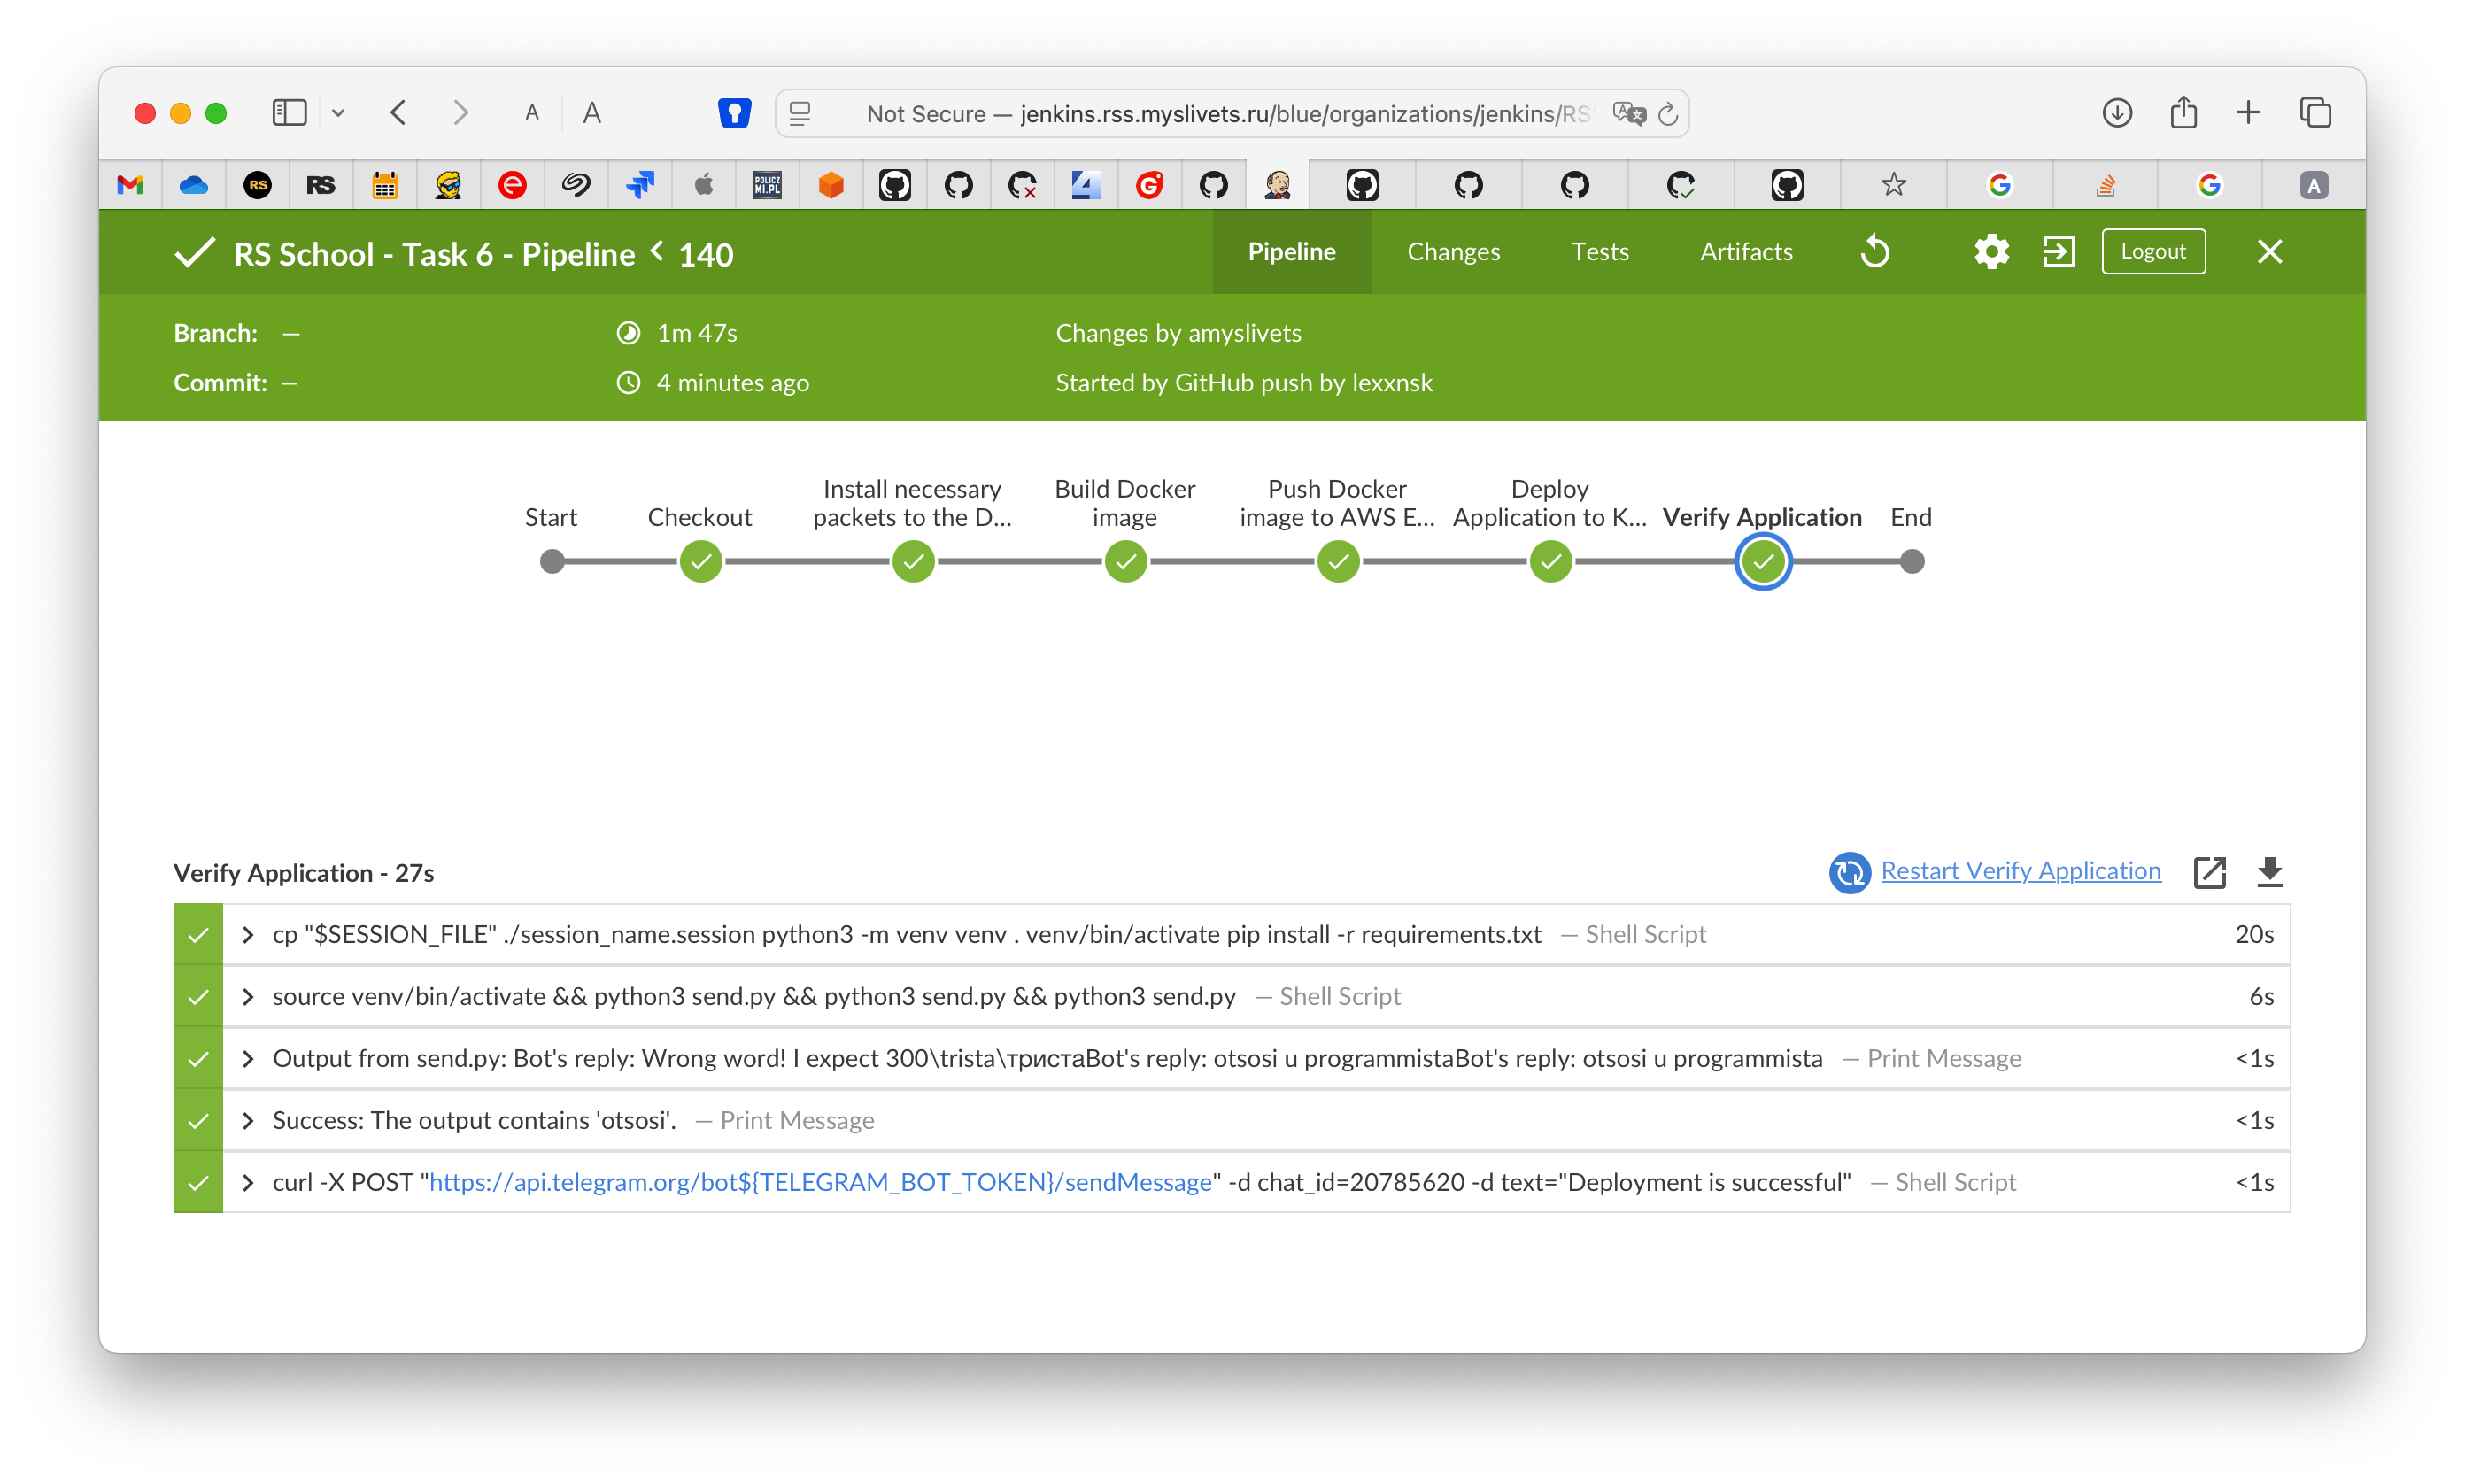 A A Not Secure — jenkins.rss.myslivets.ru/blue/organizations/jenkins/RS
RS RS POLICZ MI.PL A
RS School - Task 6 - Pipeline < 140 Pipeline Changes Tests Artifacts Logout
Branch: — 1m 47s Changes by amyslivets
Commit: — 4 minutes ago Started by GitHub push by lexxnsk
Install necessary Build Docker Push Docker Deploy
Start Checkout packets to the D... image image to AWS E... Application to K... Verify Application End
Verify Application - 27s Restart Verify Application
cp "$SESSION_FILE" ./session_name.session python3 -m venv venv . venv/bin/activate pip install -r requirements.txt — Shell Script 20s
source venv/bin/activate && python3 send.py && python3 send.py && python3 send.py — Shell Script 6s
Output from send.py: Bot's reply: Wrong word! I expect 300\trista\тристаBot's reply: otsosi u programmistaBot's reply: otsosi u programmista — Print Message <1s
Success: The output contains 'otsosi'. — Print Message <1s
curl -X POST "https://api.telegram.org/bot${TELEGRAM_BOT_TOKEN}/sendMessage" -d chat_id=20785620 -d text="Deployment is successful" — Shell Script <1s